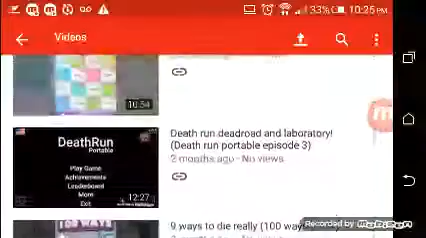 33% 10:25 PM
Videos
10:54
Death run.deadroad and laboratory!
(Death run portable episode 3)
2 months ago · No views
DeathRun
Portable
Play Game
Achievements
Leaderboard
More
Exit
12:27
9 ways to die really (100 way
Recorded by Mobizen